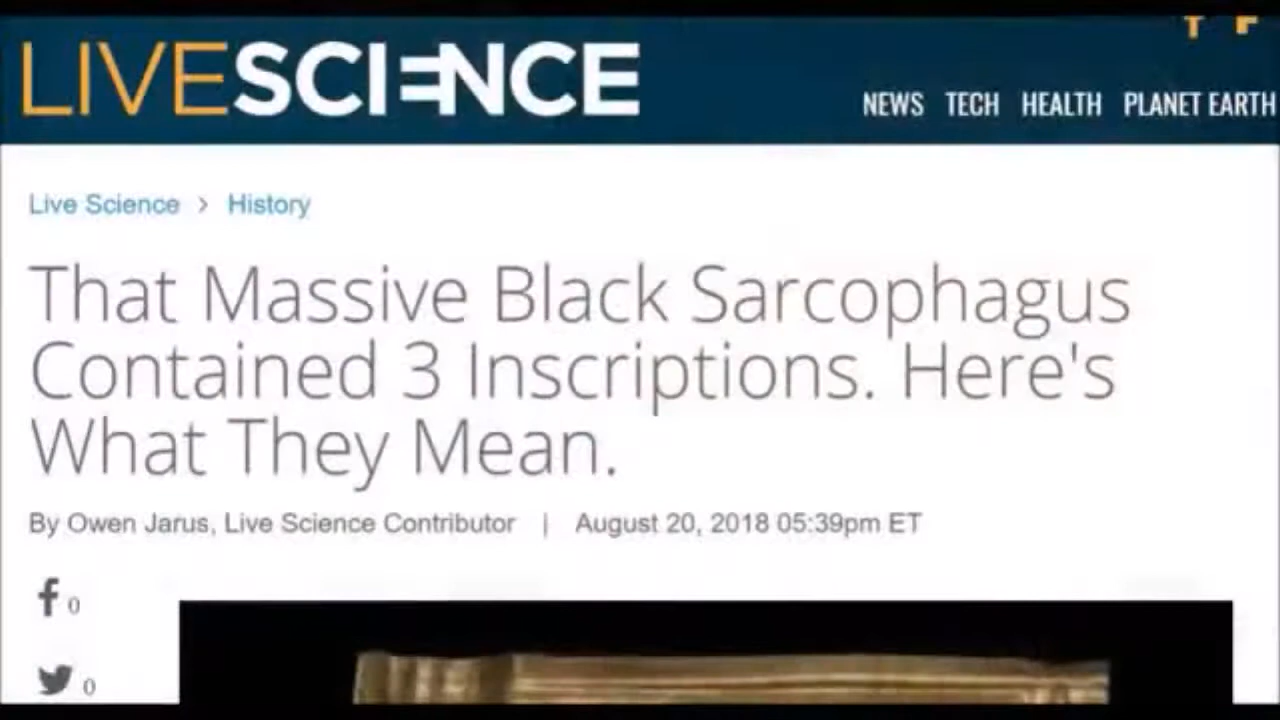 LIVESCIENCE
NEWS TECH HEALTH PLANET EARTH
Live Science > History
That Massive Black Sarcophagus
Contained 3 Inscriptions. Here's
What They Mean.
By Owen Jarus, Live Science Contributor | August 20, 2018 05:39pm ET
f 0
0